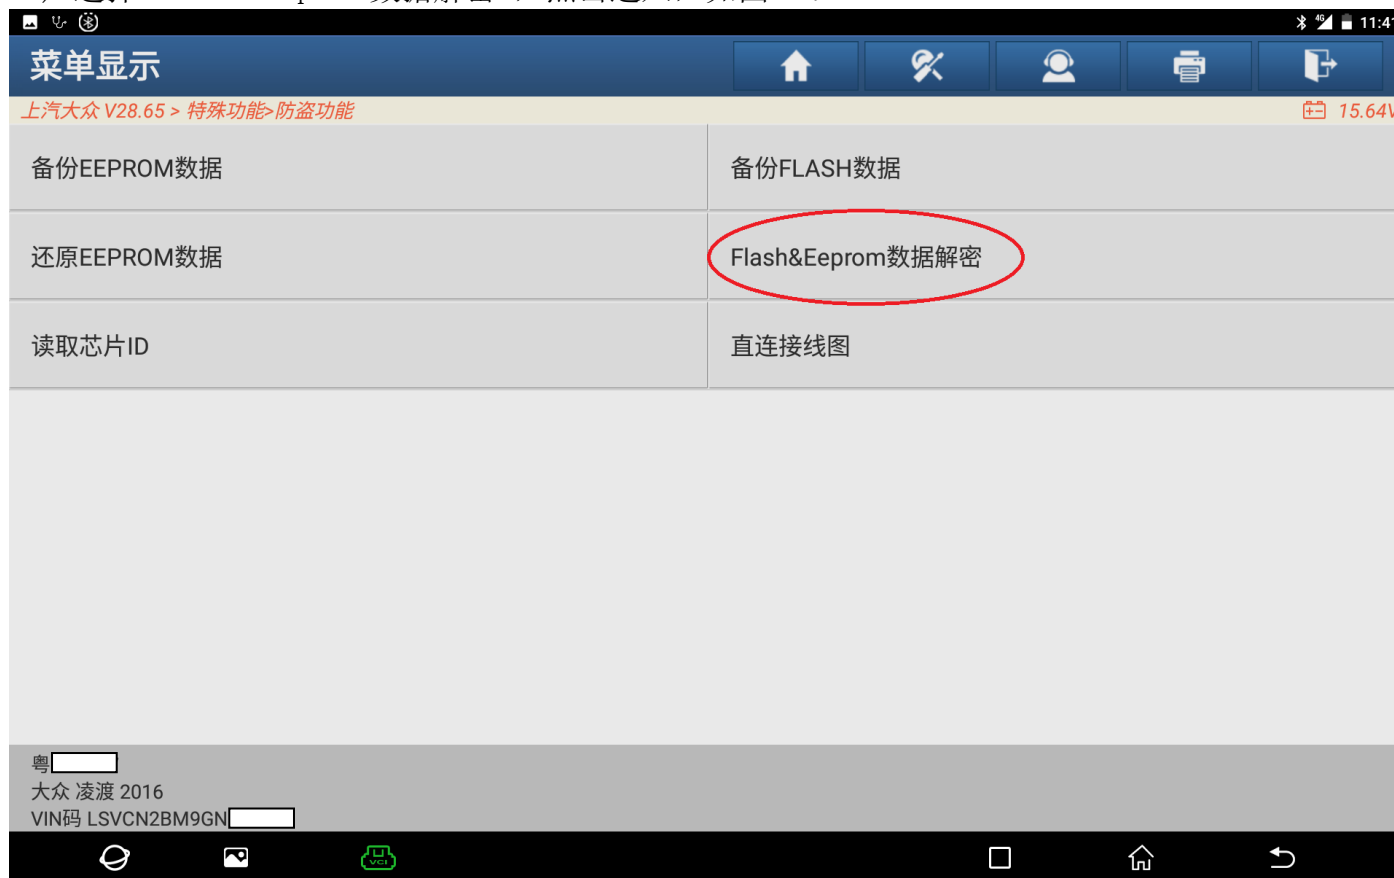 菜单显示
上汽大众 V28.65 > 特殊功能>防盗功能
15.64V
备份EEPROM数据
备份FLASH数据
还原EEPROM数据
Flash&Eeprom数据解密
读取芯片ID
直连接线图
粤
大众 凌渡 2016
VIN码 LSVCN2BM9GN
VCI